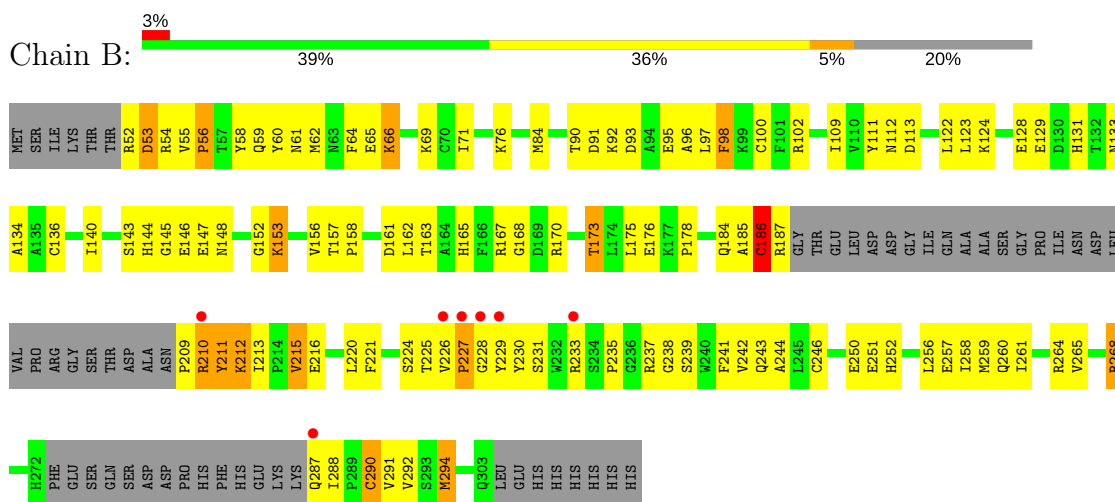 3%
Chain B:
39% 36% 5% 20%
MET SER ILE LYS THR THR R52 D53 R54 V55 P56 T57 Y58 Q59 Y60 N61 M62 N63 F64 E65 K66 K69 C70 I71 K76 M84 T90 D91 K92 D93 A94 E95 A96 L97 F98 K99 C100 F101 R102 I109 V110 Y111 N112 D113 L122 L123 K124 E128 E129 D130 H131 T132 N133
A134 A135 C136 I140 S143 H144 G145 E146 E147 N148 G152 K153 V156 T157 P158 D161 L162 T163 A164 H165 F166 R167 G168 D169 R170 T173 L174 L175 E176 K177 P178 Q184 A185 C186 R187 GLY THR GLU LEU ASP ASP GLY ILE GLN ALA ALA SER GLY PRO ILE ASN ASP LEU
VAL PRO ARG GLY SER THR ASP ALA ASN P209 R210 Y211 K212 I213 P214 V215 E216 L220 F221 S224 T225 V226 P227 G228 Y229 Y230 S231 W232 R233 S234 P235 G236 R237 G238 S239 W240 F241 V242 Q243 A244 L245 C246 E250 E251 H252 L256 E257 I258 M259 Q260 I261 R264 V265 R268
H272 PHE GLU SER GLN SER ASP ASP PRO HIS PHE HIS GLU LYS LYS Q287 I288 P289 C290 V291 V292 S293 M294 Q303 LEU GLU HIS HIS HIS HIS HIS HIS